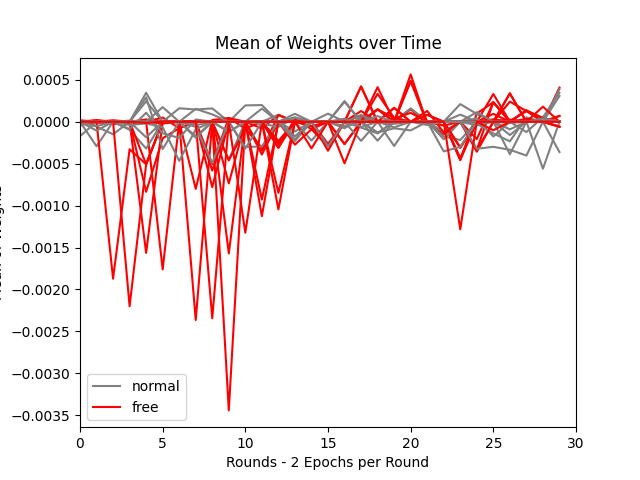 Mean of Weights over Time
0.0005
0.0000
−0.0005
−0.0010
−0.0015
−0.0020
−0.0025
−0.0030
−0.0035
0 5 10 15 20 25 30
Rounds - 2 Epochs per Round
normal
free